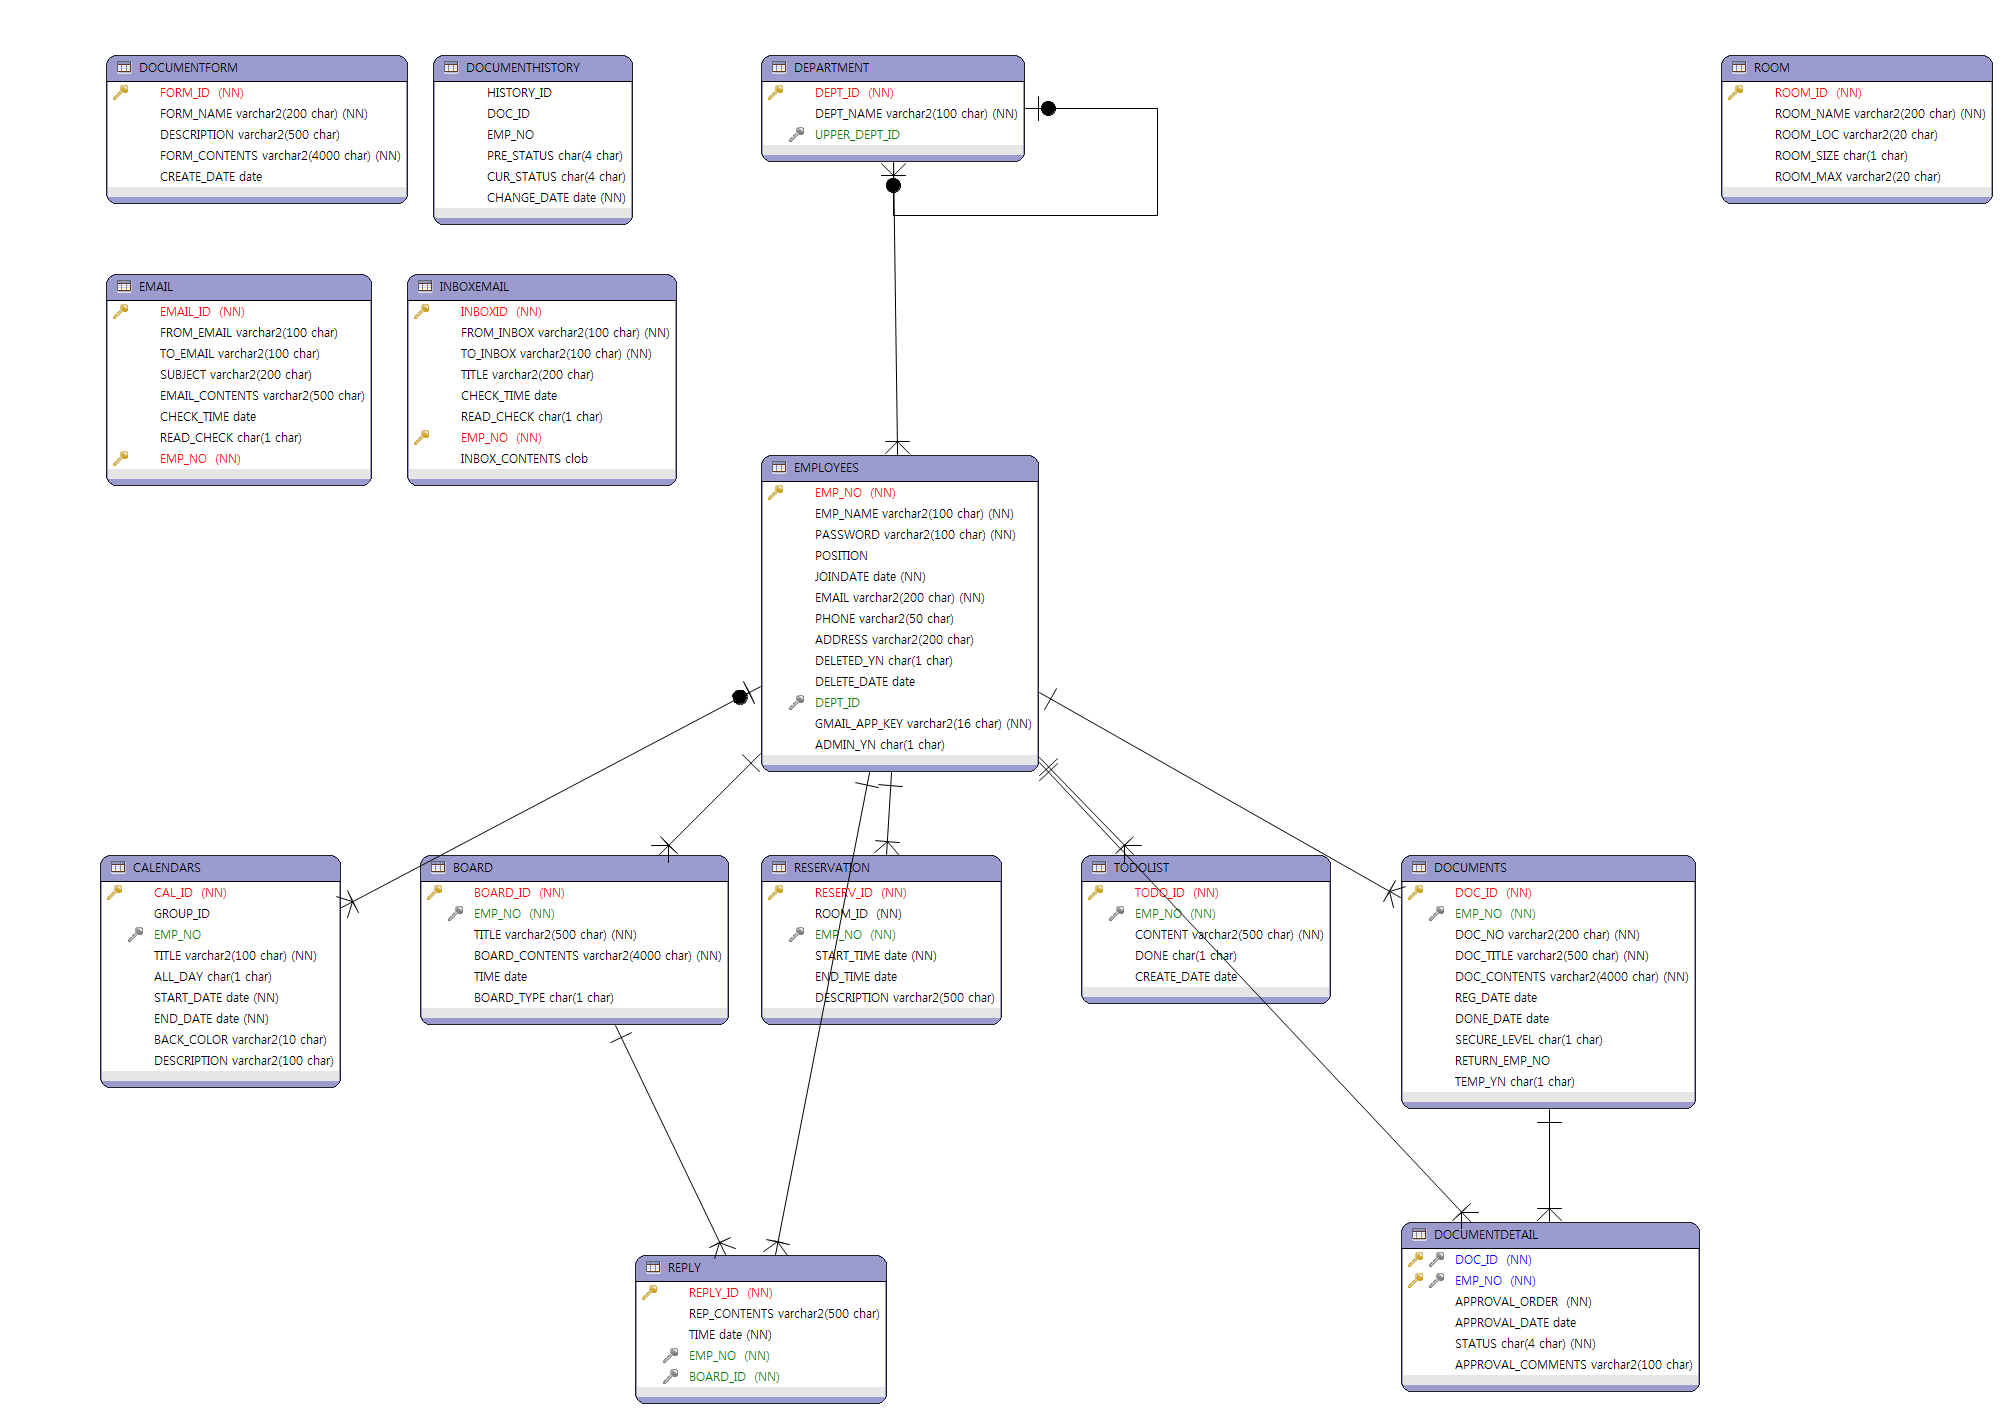 DOCUMENTFORM
FORM_ID (NN)
FORM_NAME varchar2(200 char) (NN)
DESCRIPTION varchar2(500 char)
FORM_CONTENTS varchar2(4000 char) (NN)
CREATE_DATE date
DOCUMENTHISTORY
HISTORY_ID
DOC_ID
EMP_NO
PRE_STATUS char(4 char)
CUR_STATUS char(4 char)
CHANGE_DATE date (NN)
DEPARTMENT
DEPT_ID (NN)
DEPT_NAME varchar2(100 char) (NN)
UPPER_DEPT_ID
ROOM
ROOM_ID (NN)
ROOM_NAME varchar2(200 char) (NN)
ROOM_LOC varchar2(20 char)
ROOM_SIZE char(1 char)
ROOM_MAX varchar2(20 char)
EMAIL
EMAIL_ID (NN)
FROM_EMAIL varchar2(100 char)
TO_EMAIL varchar2(100 char)
SUBJECT varchar2(200 char)
EMAIL_CONTENTS varchar2(500 char)
CHECK_TIME date
READ_CHECK char(1 char)
EMP_NO (NN)
INBOXEMAIL
INBOXID (NN)
FROM_INBOX varchar2(100 char) (NN)
TO_INBOX varchar2(100 char) (NN)
TITLE varchar2(200 char)
CHECK_TIME date
READ_CHECK char(1 char)
EMP_NO (NN)
INBOX_CONTENTS clob
EMPLOYEES
EMP_NO (NN)
EMP_NAME varchar2(100 char) (NN)
PASSWORD varchar2(100 char) (NN)
POSITION
JOINDATE date (NN)
EMAIL varchar2(200 char) (NN)
PHONE varchar2(50 char)
ADDRESS varchar2(200 char)
DELETED_YN char(1 char)
DELETE_DATE date
DEPT_ID
GMAIL_APP_KEY varchar2(16 char) (NN)
ADMIN_YN char(1 char)
CALENDARS
CAL_ID (NN)
GROUP_ID
EMP_NO
TITLE varchar2(100 char) (NN)
ALL_DAY char(1 char)
START_DATE date (NN)
END_DATE date (NN)
BACK_COLOR varchar2(10 char)
DESCRIPTION varchar2(100 char)
BOARD
BOARD_ID (NN)
EMP_NO (NN)
TITLE varchar2(500 char) (NN)
BOARD_CONTENTS varchar2(4000 char) (NN)
TIME date
BOARD_TYPE char(1 char)
RESERVATION
RESERV_ID (NN)
ROOM_ID (NN)
EMP_NO (NN)
START_TIME date (NN)
END_TIME date
DESCRIPTION varchar2(500 char)
TODOLIST
TODO_ID (NN)
EMP_NO (NN)
CONTENT varchar2(500 char) (NN)
DONE char(1 char)
CREATE_DATE date
DOCUMENTS
DOC_ID (NN)
EMP_NO (NN)
DOC_NO varchar2(200 char) (NN)
DOC_TITLE varchar2(500 char) (NN)
DOC_CONTENTS varchar2(4000 char) (NN)
REG_DATE date
DONE_DATE date
SECURE_LEVEL char(1 char)
RETURN_EMP_NO
TEMP_YN char(1 char)
REPLY
REPLY_ID (NN)
REP_CONTENTS varchar2(500 char)
TIME date (NN)
EMP_NO (NN)
BOARD_ID (NN)
DOCUMENTDETAIL
DOC_ID (NN)
EMP_NO (NN)
APPROVAL_ORDER (NN)
APPROVAL_DATE date
STATUS char(4 char) (NN)
APPROVAL_COMMENTS varchar2(100 char)